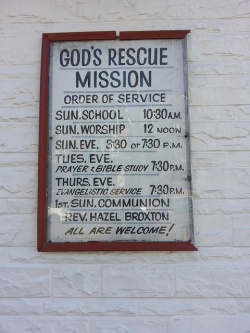 GOD'S RESCUE
MISSION
ORDER OF SERVICE
SUN. SCHOOL 10:30 A.M.
SUN. WORSHIP 12 NOON
SUN. EVE. 3:30 OR 7:30 P.M.
TUES. EVE.
PRAYER & BIBLE STUDY 7:30 P.M.
THURS. EVE.
EVANGELISTIC SERVICE 7:30 P.M.
1ST. SUN. COMMUNION
REV. HAZEL BROXTON
ALL ARE WELCOME!